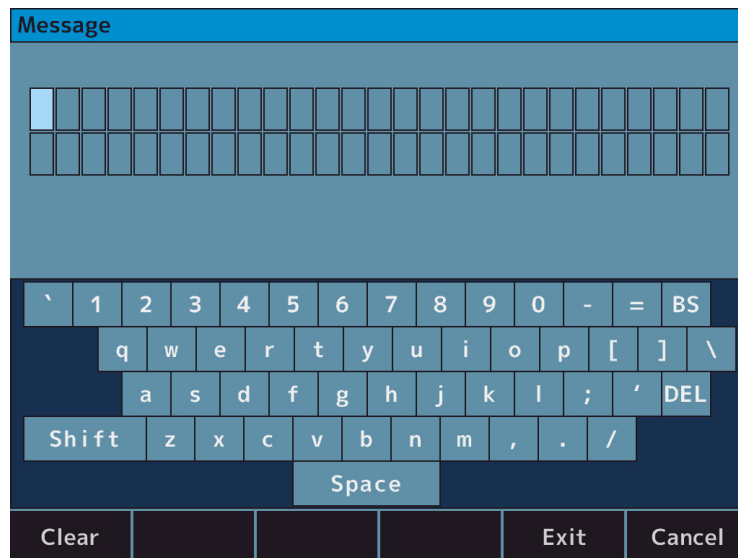 Message
` 1 2 3 4 5 6 7 8 9 0 - = BS
q w e r t y u i o p [ ] \
a s d f g h j k l ; ‘ DEL
Shift z x c v b n m , . /
Space
Clear Exit Cancel